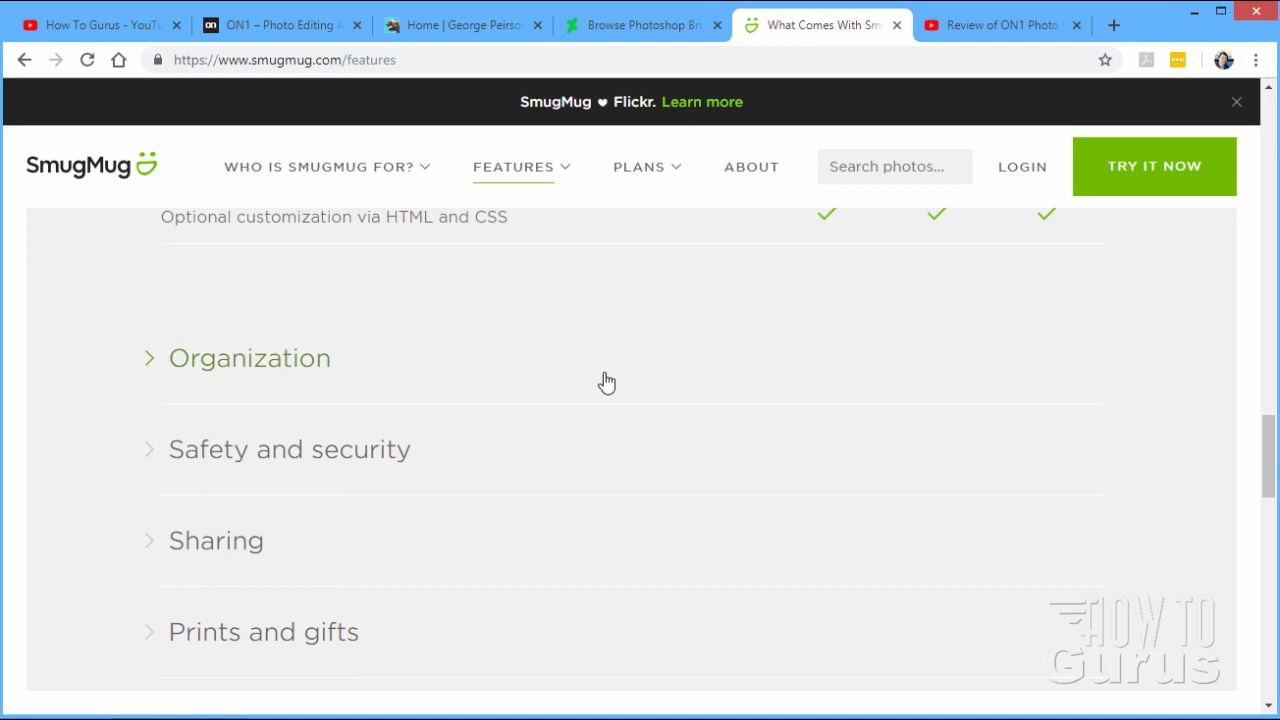 How To Gurus - YouTu
ON1 – Photo Editing A
Home | George Peirson
Browse Photoshop Br
What Comes With Sm
Review of ON1 Photo
https://www.smugmug.com/features
SmugMug ♥ Flickr. Learn more
SmugMug
WHO IS SMUGMUG FOR?
FEATURES
PLANS
ABOUT
Search photos...
LOGIN
TRY IT NOW
Optional customization via HTML and CSS
Organization
Safety and security
Sharing
Prints and gifts
HOW TO
Gurus